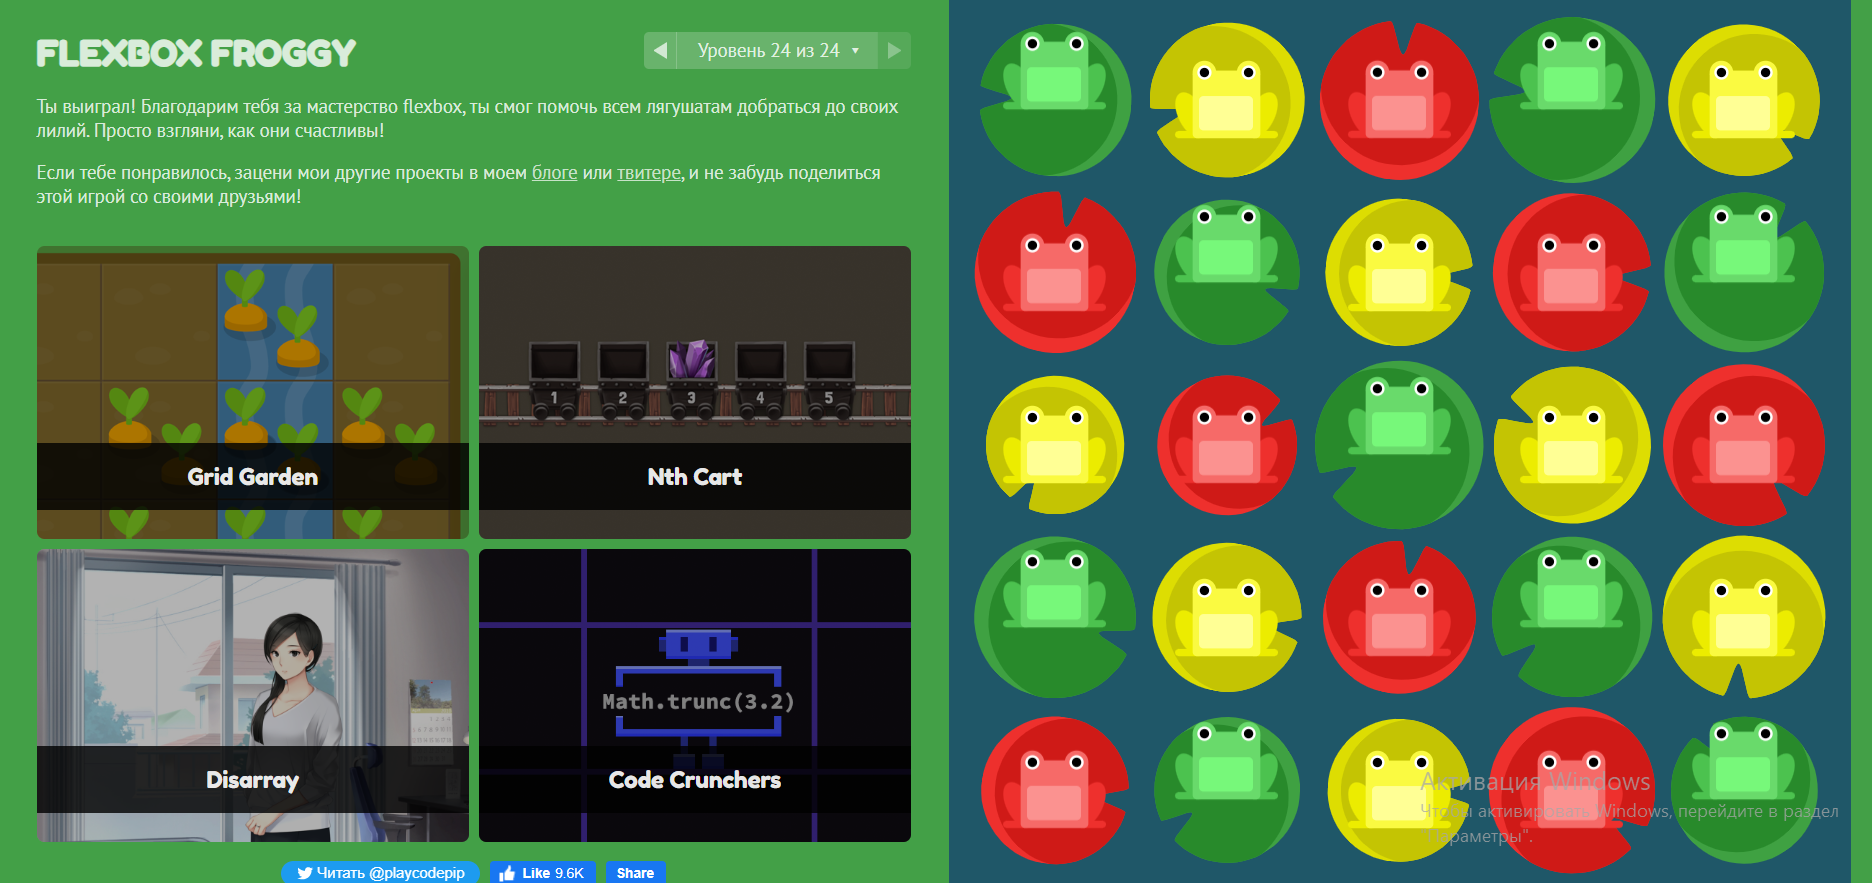 FLEXBOX FROGGY
Уровень 24 из 24
Ты выиграл! Благодарим тебя за мастерство flexbox, ты смог помочь всем лягушатам добраться до своих
лилий. Просто взгляни, как они счастливы!
Если тебе понравилось, зацени мои другие проекты в моем блоге или твитере, и не забудь поделиться
этой игрой со своими друзьями!
Grid Garden
1 2 3 4 5
Nth Cart
Disarray
Math.trunc(3.2)
Code Crunchers
Читать @playcodepip
Like 9.6K
Share
Активация Windows
Чтобы активировать Windows, перейдите в раздел
"Параметры".